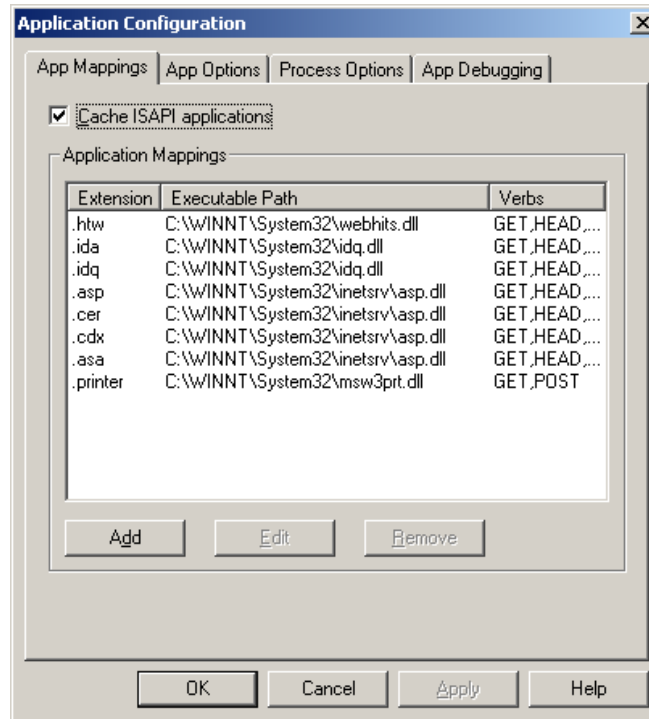 Application Configuration
App Mappings App Options Process Options App Debugging
Cache ISAPI applications
Application Mappings
Extension Executable Path Verbs
.htw C:\WINNT\System32\webhits.dll GET,HEAD,...
.ida C:\WINNT\System32\idq.dll GET,HEAD,...
.idq C:\WINNT\System32\idq.dll GET,HEAD,...
.asp C:\WINNT\System32\inetsrv\asp.dll GET,HEAD,...
.cer C:\WINNT\System32\inetsrv\asp.dll GET,HEAD,...
.cdx C:\WINNT\System32\inetsrv\asp.dll GET,HEAD,...
.asa C:\WINNT\System32\inetsrv\asp.dll GET,HEAD,...
.printer C:\WINNT\System32\msw3prt.dll GET,POST
Add Edit Remove
OK Cancel Apply Help